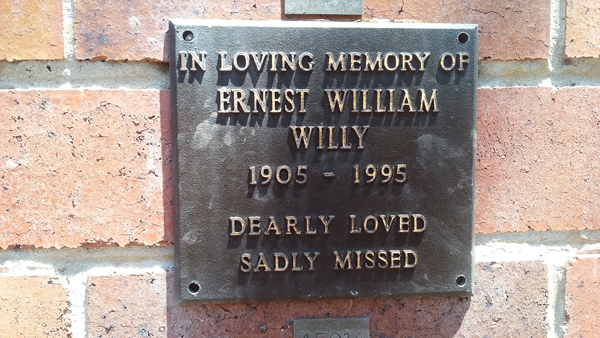 IN LOVING MEMORY OF
ERNEST WILLIAM
WILLY
1905 - 1995
DEARLY LOVED
SADLY MISSED